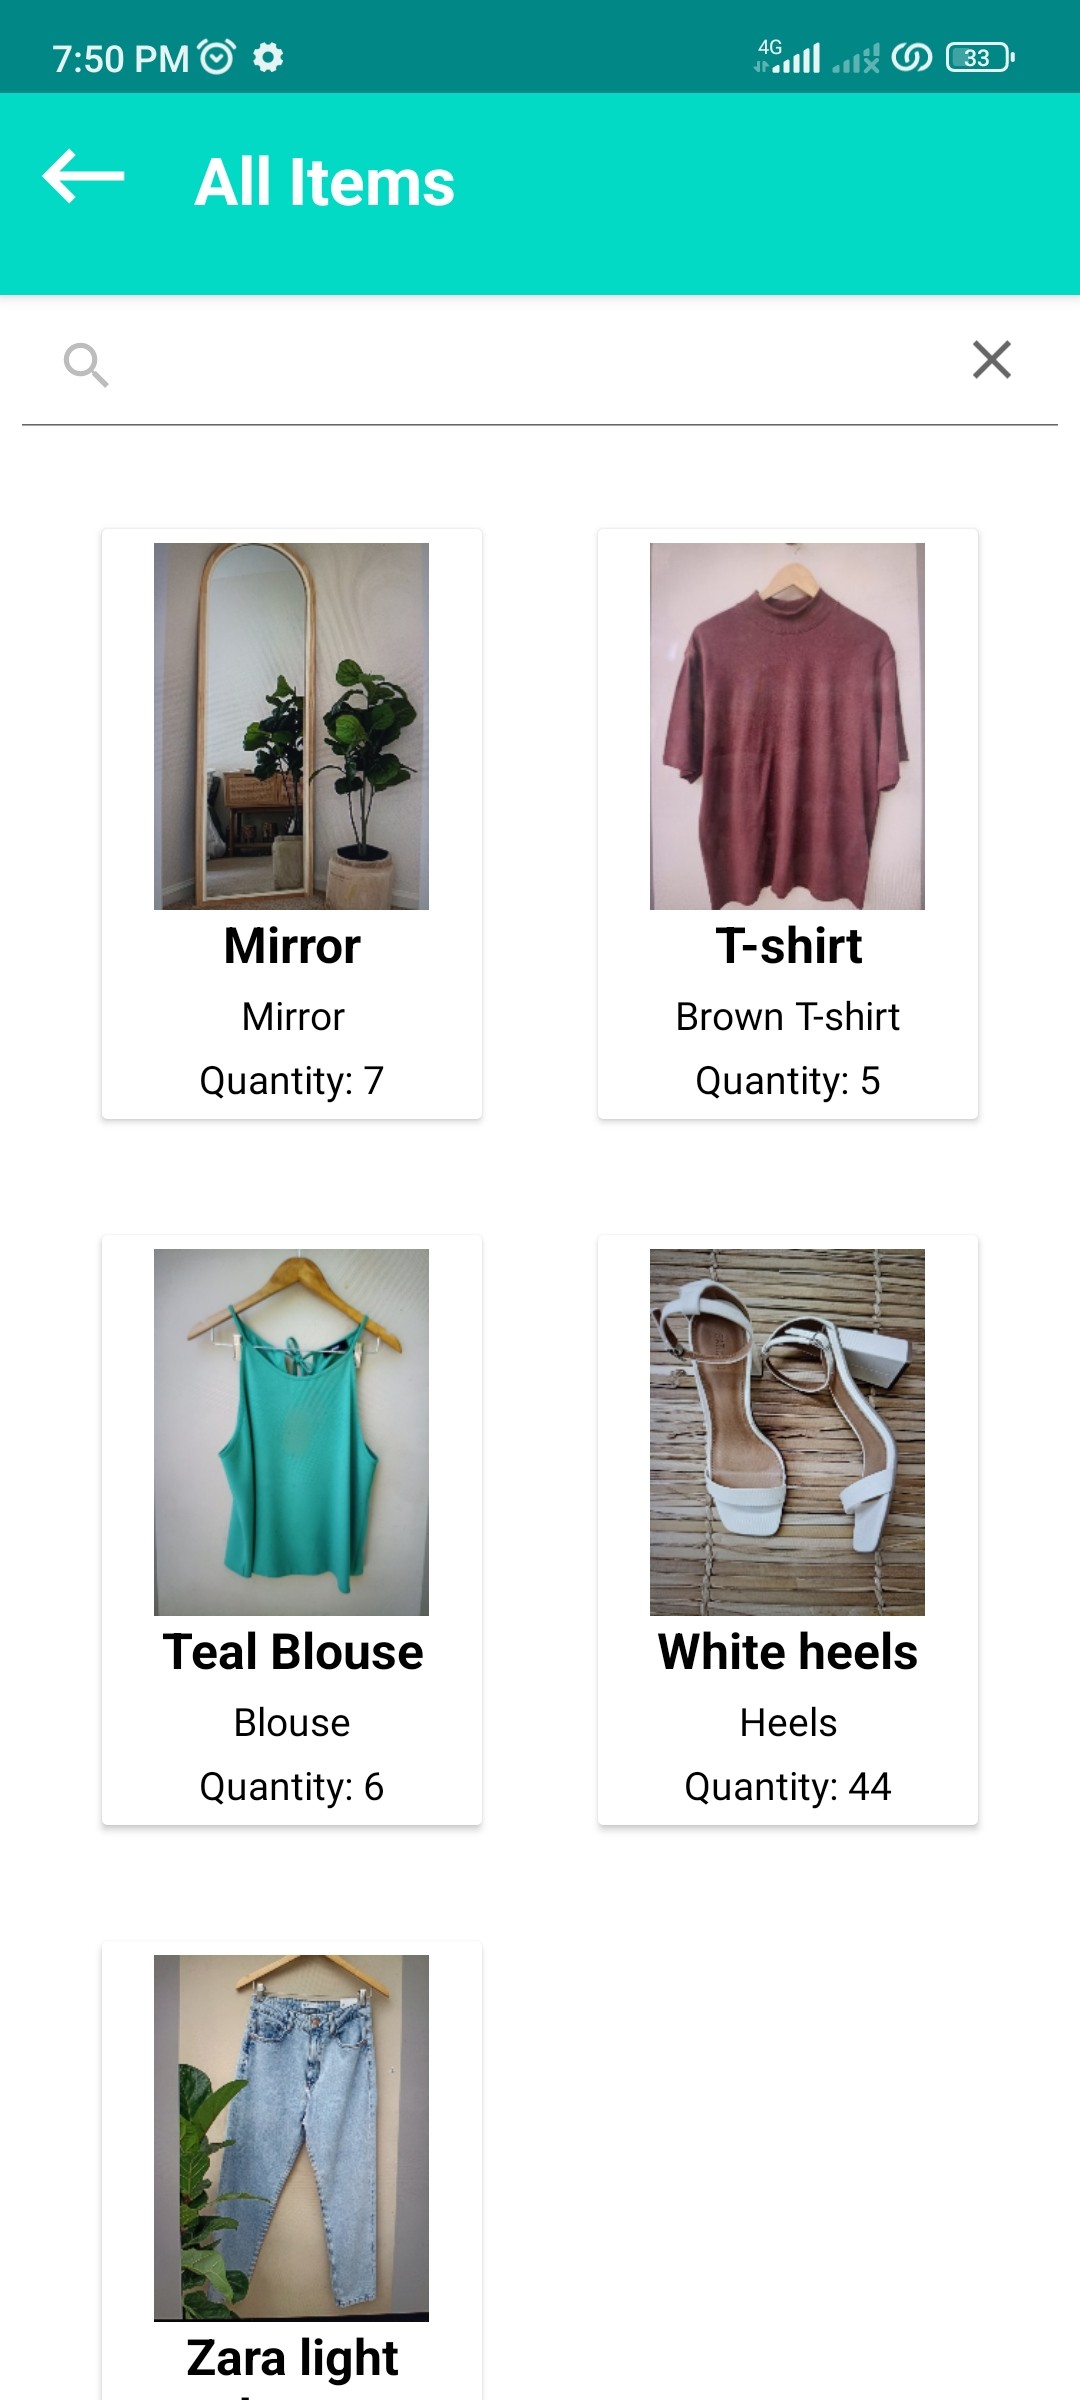 7:50 PM
4G
33
All Items
Mirror
Mirror
Quantity: 7
T-shirt
Brown T-shirt
Quantity: 5
Teal Blouse
Blouse
Quantity: 6
White heels
Heels
Quantity: 44
Zara light